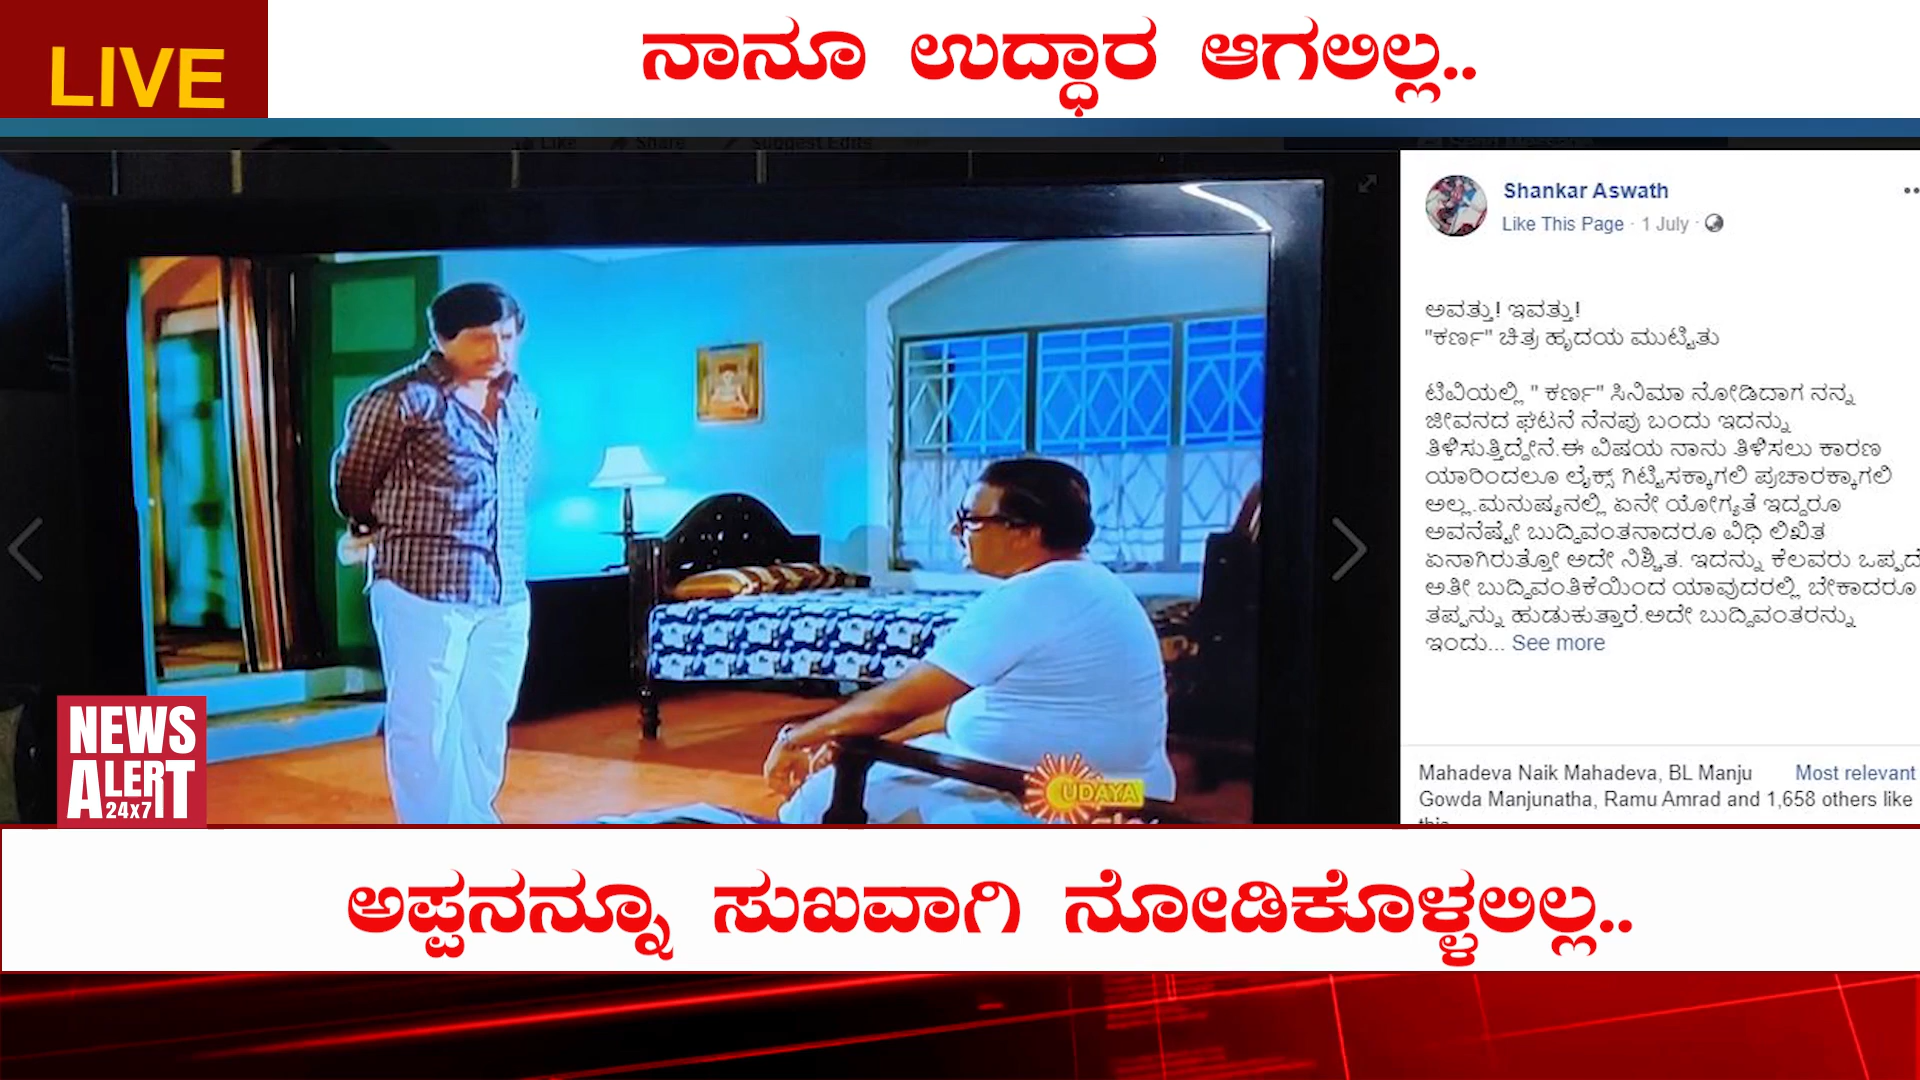 LIVE
ನಾನೂ ಉದ್ಧಾರ ಆಗಲಿಲ್ಲ..
Like Share Suggest Edits
Shankar Aswath
Like This Page · 1 July ·
ಅವತ್ತು! ಇವತ್ತು!
"ಕರ್ಣ" ಚಿತ್ರ ಹೃದಯ ಮುಟ್ಟಿತು
ಟಿವಿಯಲ್ಲಿ " ಕರ್ಣ" ಸಿನಿಮಾ ನೋಡಿದಾಗ ನನ್ನ
ಜೀವನದ ಘಟನೆ ನೆನಪು ಬಂದು ಇದನ್ನು
ತಿಳಿಸುತ್ತಿದ್ದೇನೆ.ಈ ವಿಷಯ ನಾನು ತಿಳಿಸಲು ಕಾರಣ
ಯಾರಿಂದಲೂ ಲೈಕ್ಸ್ ಗಿಟ್ಟಿಸಕ್ಕಾಗಲಿ ಪ್ರಚಾರಕ್ಕಾಗಲಿ
ಅಲ್ಲ.ಮನುಷ್ಯನಲ್ಲಿ ಏನೇ ಯೋಗ್ಯತೆ ಇದ್ದರೂ
ಅವನೆಷ್ಟೇ ಬುದ್ದಿವಂತನಾದರೂ ವಿಧಿ ಲಿಖಿತ
ಏನಾಗಿರುತ್ತೋ ಅದೇ ನಿಶ್ಚಿತ. ಇದನ್ನು ಕೆಲವರು ಒಪ್ಪದೆ
ಅತೀ ಬುದ್ದಿವಂತಿಕೆಯಿಂದ ಯಾವುದರಲ್ಲಿ ಬೇಕಾದರೂ
ತಪ್ಪನ್ನು ಹುಡುಕುತ್ತಾರೆ.ಅದೇ ಬುದ್ದಿವಂತರನ್ನು
ಇಂದು... See more
Mahadeva Naik Mahadeva, BL Manju
Most relevant
Gowda Manjunatha, Ramu Amrad and 1,658 others like
UDAYA
NEWS
ALERT
24x7
ಅಪ್ಪನನ್ನೂ ಸುಖವಾಗಿ ನೋಡಿಕೊಳ್ಳಲಿಲ್ಲ..